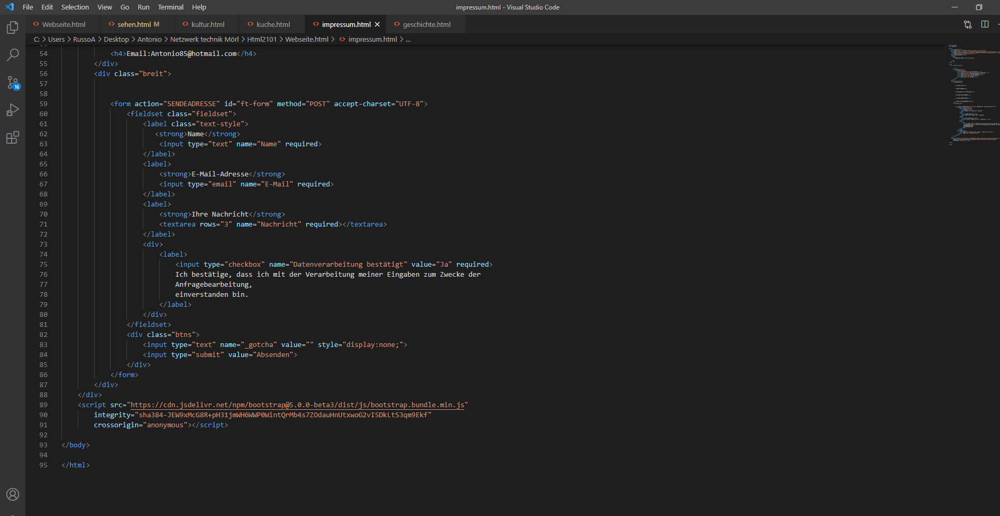 File Edit Selection View Go Run Terminal Help
impressum.html - Visual Studio Code
Webseite.html sehen.html M kultur.html kuche.html impressum.html geschichte.html
C: > Users > RussoA > Desktop > Antonio > Netzwerk technik Mörl > Html2101 > Webseite.html > impressum.html > ...
16
54 <h4>Email:Antonio85@hotmail.com</h4>
55 </div>
56 <div class="breit">
57
58
59 <form action="SENDEADRESSE" id="ft-form" method="POST" accept-charset="UTF-8">
60 <fieldset class="fieldset">
61 <label class="text-style">
62 <strong>Name</strong>
63 <input type="text" name="Name" required>
64 </label>
65 <label>
66 <strong>E-Mail-Adresse</strong>
67 <input type="email" name="E-Mail" required>
68 </label>
69 <label>
70 <strong>Ihre Nachricht</strong>
71 <textarea rows="3" name="Nachricht" required></textarea>
72 </label>
73 <div>
74 <label>
75 <input type="checkbox" name="Datenverarbeitung bestätigt" value="Ja" required>
76 Ich bestätige, dass ich mit der Verarbeitung meiner Eingaben zum Zwecke der
77 Anfragebearbeitung,
78 einverstanden bin.
79 </label>
80 </div>
81 </fieldset>
82 <div class="btns">
83 <input type="text" name="_gotcha" value="" style="display:none;">
84 <input type="submit" value="Absenden">
85 </div>
86 </form>
87 </div>
88 </div>
89 <script src="https://cdn.jsdelivr.net/npm/bootstrap@5.0.0-beta3/dist/js/bootstrap.bundle.min.js"
90 integrity="sha384-JEW9xMcG8R+pH31jmWH6WWP0WintQrMb4s7ZOdauHnUtxwoG2vI5DkLtS3qm9Ekf"
91 crossorigin="anonymous"></script>
92
93 </body>
94
95 </html>